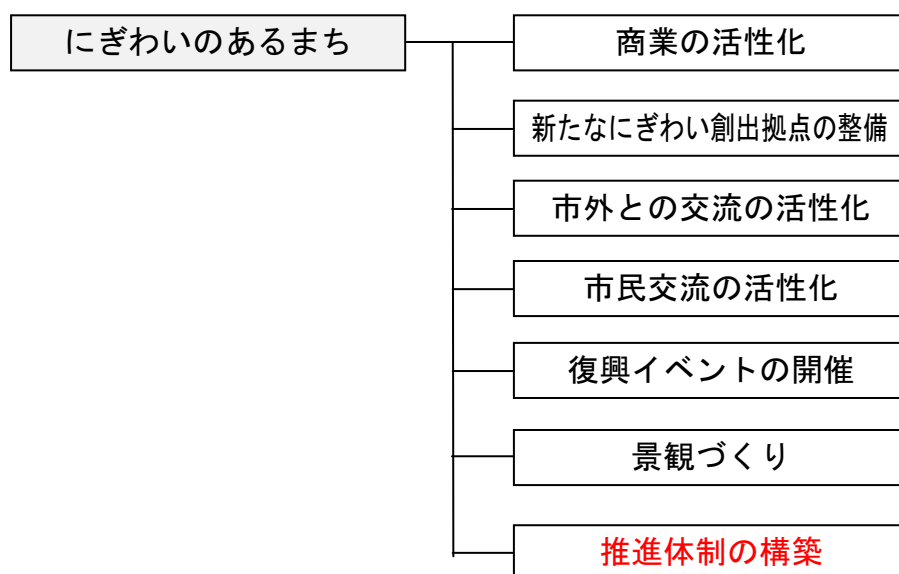 にぎわいのあるまち
商業の活性化
新たなにぎわい創出拠点の整備
市外との交流の活性化
市民交流の活性化
復興イベントの開催
景観づくり
推進体制の構築